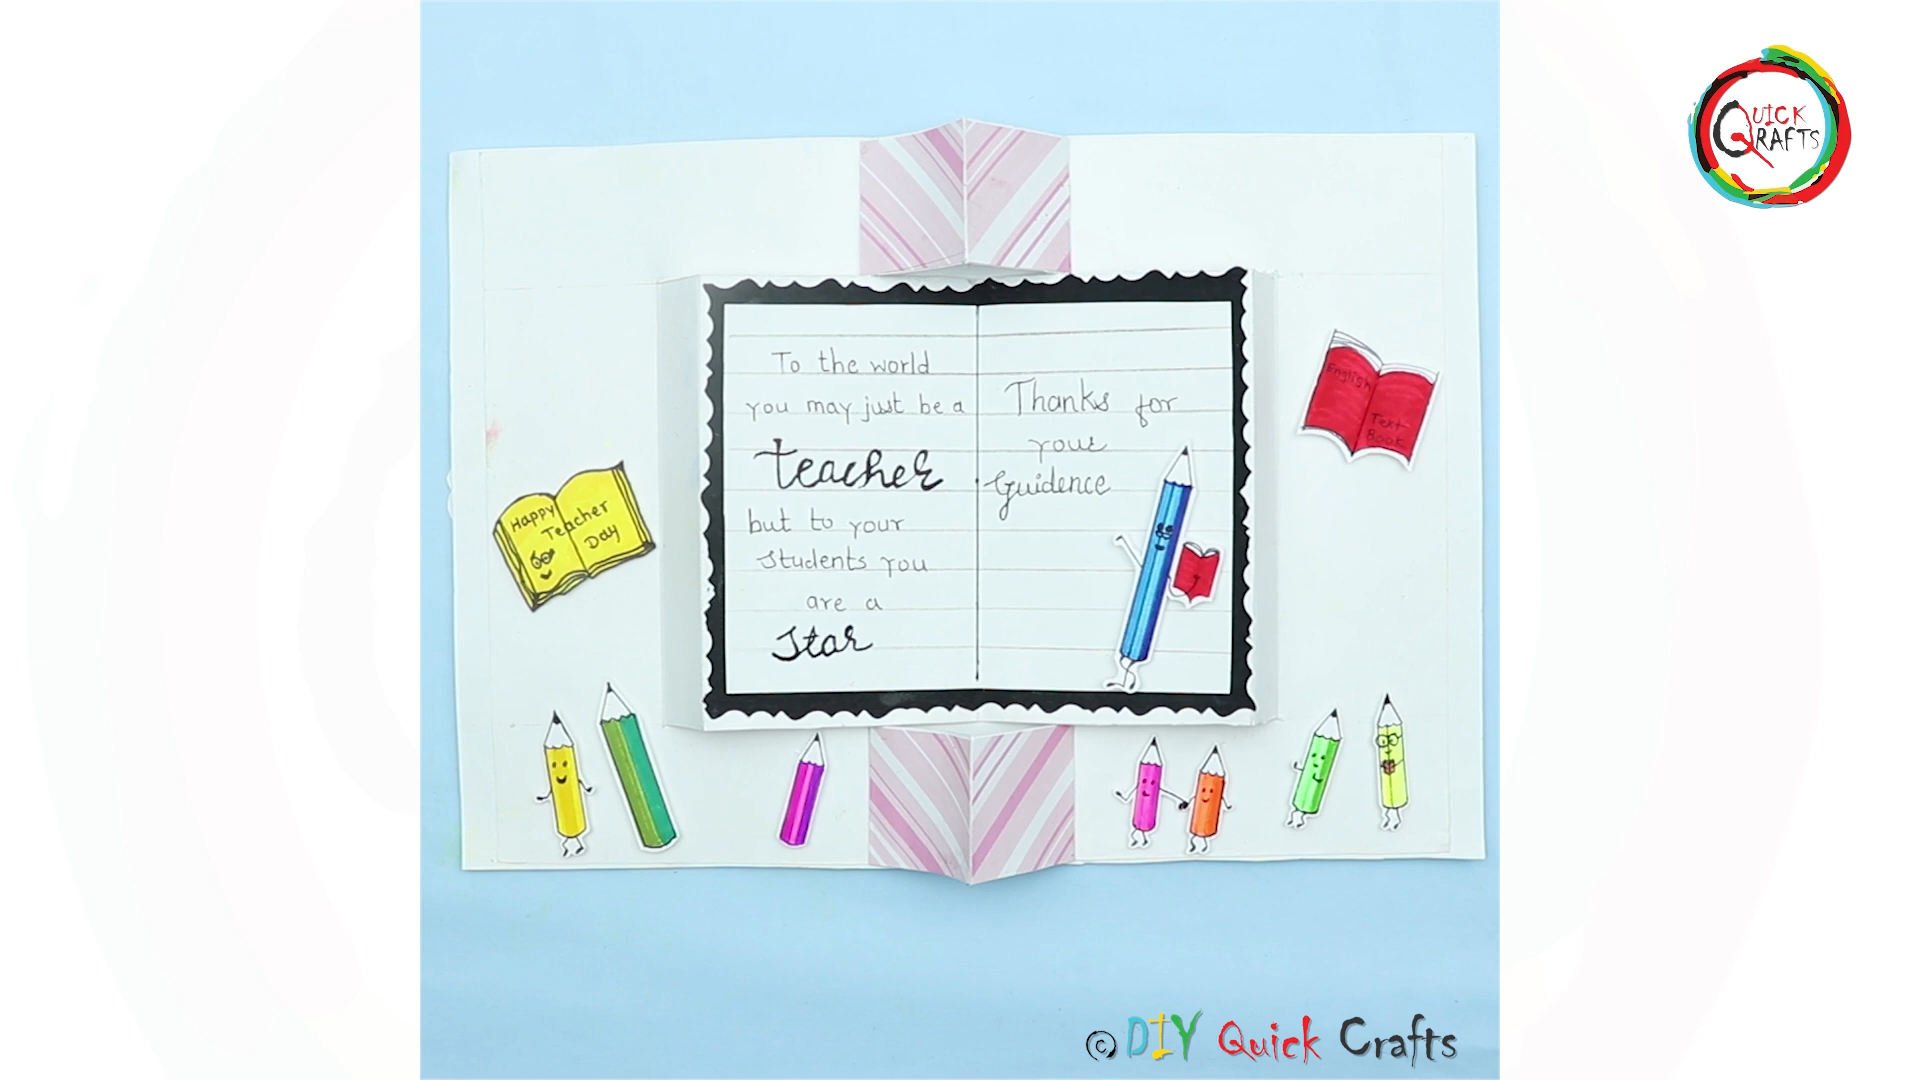 QUICK
QRAFTS
To the world
you may just be a
teacher
but to your
students you
are a
Star
Thanks for
your
Guidence
Happy
Teacher
Day
English
Text
Book
© DIY Quick Crafts